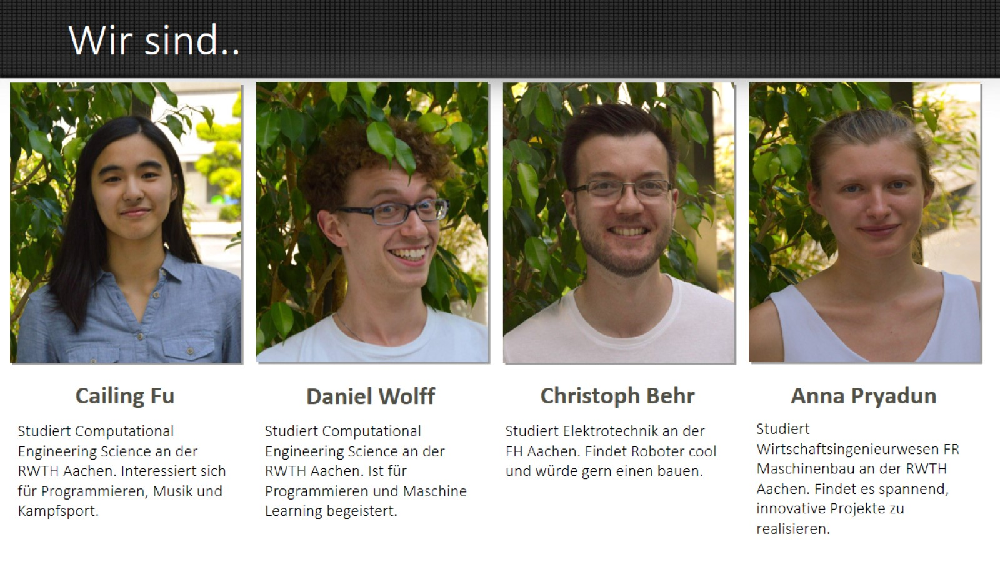 Wir sind..
Cailing Fu
Studiert Computational
Engineering Science an der
RWTH Aachen. Interessiert sich
für Programmieren, Musik und
Kampfsport.
Daniel Wolff
Studiert Computational
Engineering Science an der
RWTH Aachen. Ist für
Programmieren und Maschine
Learning begeistert.
Christoph Behr
Studiert Elektrotechnik an der
FH Aachen. Findet Roboter cool
und würde gern einen bauen.
Anna Pryadun
Studiert
Wirtschaftsingenieurwesen FR
Maschinenbau an der RWTH
Aachen. Findet es spannend,
innovative Projekte zu
realisieren.